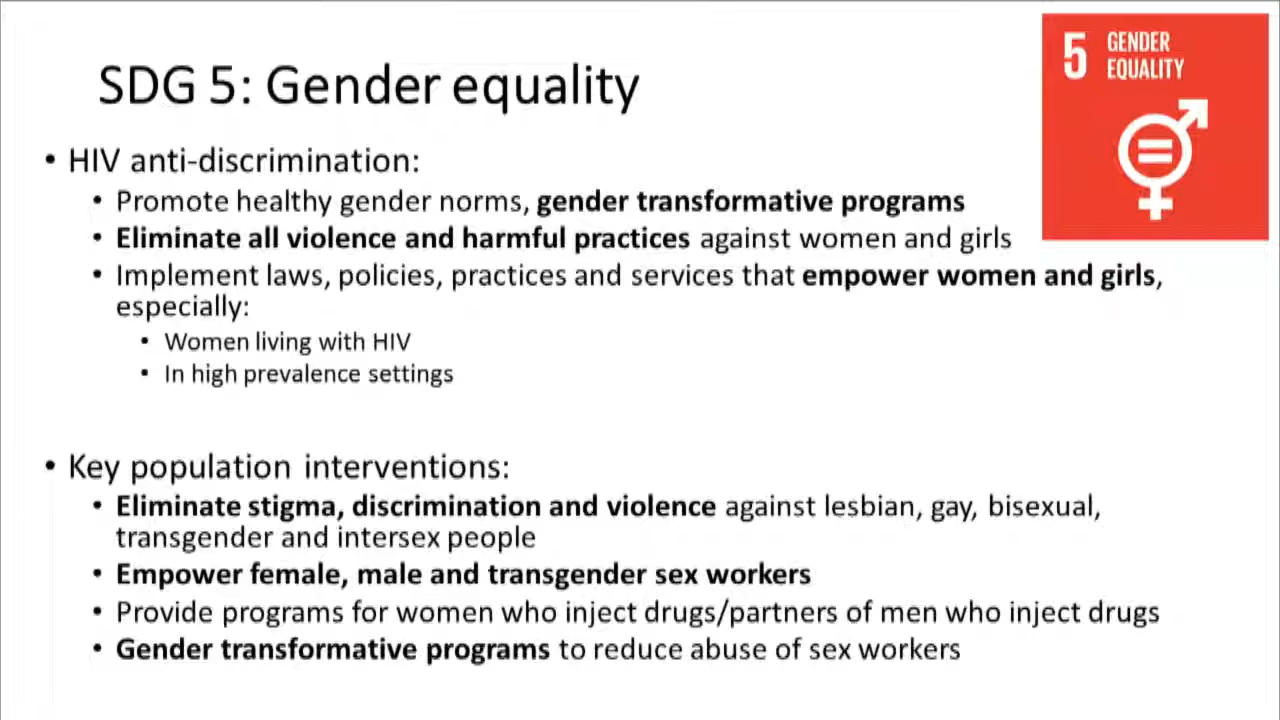 5 GENDER
EQUALITY
SDG 5: Gender equality
• HIV anti-discrimination:
• Promote healthy gender norms, gender transformative programs
• Eliminate all violence and harmful practices against women and girls
• Implement laws, policies, practices and services that empower women and girls,
especially:
• Women living with HIV
• In high prevalence settings
• Key population interventions:
• Eliminate stigma, discrimination and violence against lesbian, gay, bisexual,
transgender and intersex people
• Empower female, male and transgender sex workers
• Provide programs for women who inject drugs/partners of men who inject drugs
• Gender transformative programs to reduce abuse of sex workers